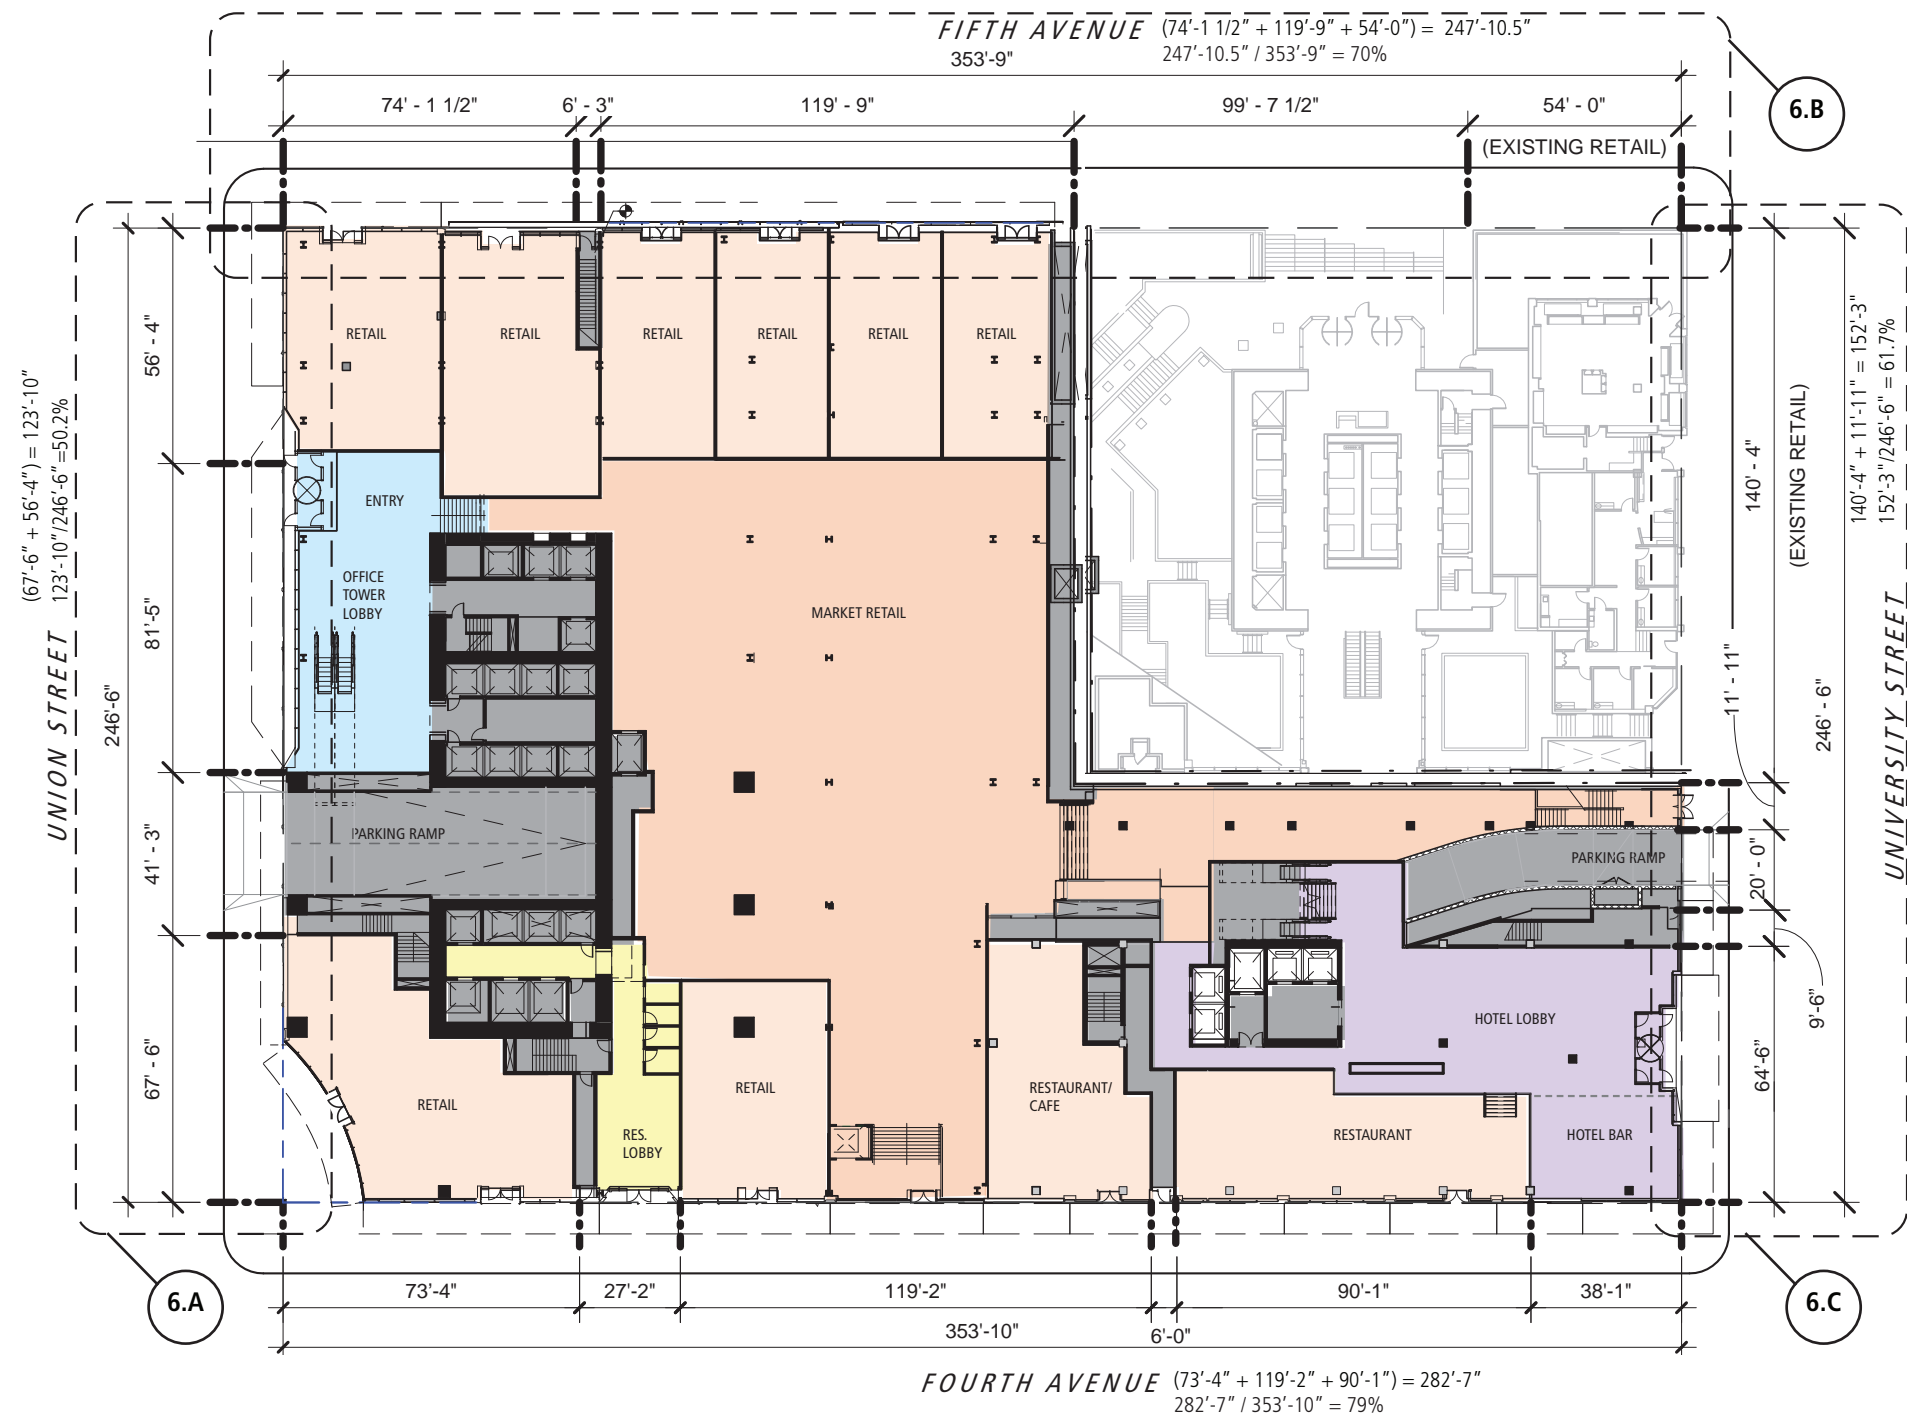 FIFTH AVENUE (74'-1 1/2" + 119'-9" + 54'-0") = 247'-10.5"
247'-10.5" / 353'-9" = 70%
353'-9"
74' - 1 1/2"
6' - 3"
119' - 9"
99' - 7 1/2"
54' - 0"
6.B
(EXISTING RETAIL)
RETAIL
RETAIL
RETAIL
RETAIL
RETAIL
RETAIL
56' - 4"
81'-5"
41' - 3"
67' - 6"
246'-6"
(67'-6" + 56'-4") = 123'-10"
123'-10"/246'-6"=50.2%
UNION STREET
ENTRY
OFFICE
TOWER
LOBBY
MARKET RETAIL
PARKING RAMP
PARKING RAMP
(EXISTING RETAIL)
140' - 4"
11' - 11"
20' - 0"
9'-6"
64'-6"
246' - 6"
140'-4" + 11'-11" = 152'-3"
152'-3"/246'-6" = 61.7%
UNIVERSITY STREET
HOTEL LOBBY
RETAIL
RES.
LOBBY
RETAIL
RESTAURANT/
CAFE
RESTAURANT
HOTEL BAR
6.A
73'-4"
27'-2"
119'-2"
6'-0"
90'-1"
38'-1"
6.C
353'-10"
FOURTH AVENUE (73'-4" + 119'-2" + 90'-1") = 282'-7"
282'-7" / 353'-10" = 79%